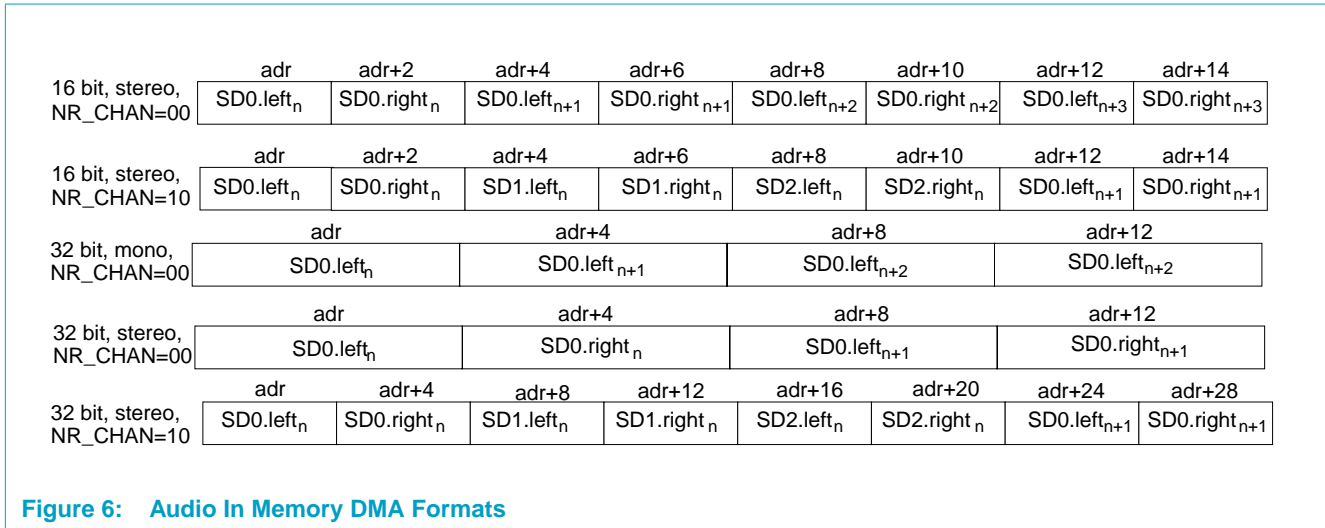 adr adr+2 adr+4 adr+6 adr+8 adr+10 adr+12 adr+14
16 bit, stereo,
NR_CHAN=00
SD0.leftn SD0.rightn SD0.leftn+1 SD0.rightn+1 SD0.leftn+2 SD0.rightn+2 SD0.leftn+3 SD0.rightn+3
adr adr+2 adr+4 adr+6 adr+8 adr+10 adr+12 adr+14
16 bit, stereo,
NR_CHAN=10
SD0.leftn SD0.rightn SD1.leftn SD1.rightn SD2.leftn SD2.rightn SD0.leftn+1 SD0.rightn+1
adr adr+4 adr+8 adr+12
32 bit, mono,
NR_CHAN=00
SD0.leftn SD0.leftn+1 SD0.leftn+2 SD0.leftn+2
adr adr+4 adr+8 adr+12
32 bit, stereo,
NR_CHAN=00
SD0.leftn SD0.rightn SD0.leftn+1 SD0.rightn+1
adr adr+4 adr+8 adr+12 adr+16 adr+20 adr+24 adr+28
32 bit, stereo,
NR_CHAN=10
SD0.leftn SD0.rightn SD1.leftn SD1.rightn SD2.leftn SD2.rightn SD0.leftn+1 SD0.rightn+1
Figure 6: Audio In Memory DMA Formats